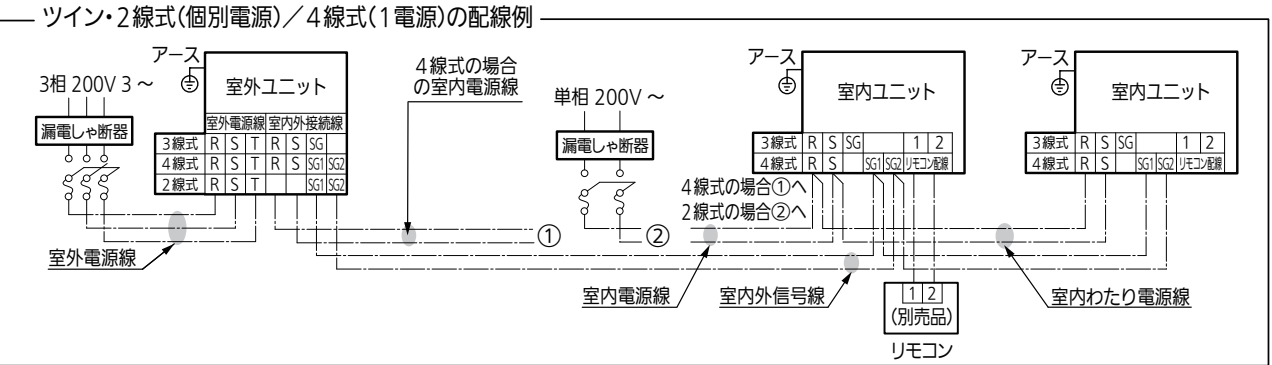 ツイン・2線式(個別電源)/4線式(1電源)の配線例
アース
3相 200V 3～
漏電しゃ断器
室外ユニット
室外電源線 室内外接続線
3線式 R S T R S SG
4線式 R S T R S SG1 SG2
2線式 R S T SG1 SG2
室外電源線
4線式の場合
の室内電源線
①
単相 200V～
漏電しゃ断器
②
4線式の場合①へ
2線式の場合②へ
室内電源線
室内外信号線
アース
室内ユニット
3線式 R S SG 1 2
4線式 R S SG1 SG2 リモコン配線
1 2
(別売品)
リモコン
アース
室内ユニット
3線式 R S SG 1 2
4線式 R S SG1 SG2 リモコン配線
室内わたり電源線